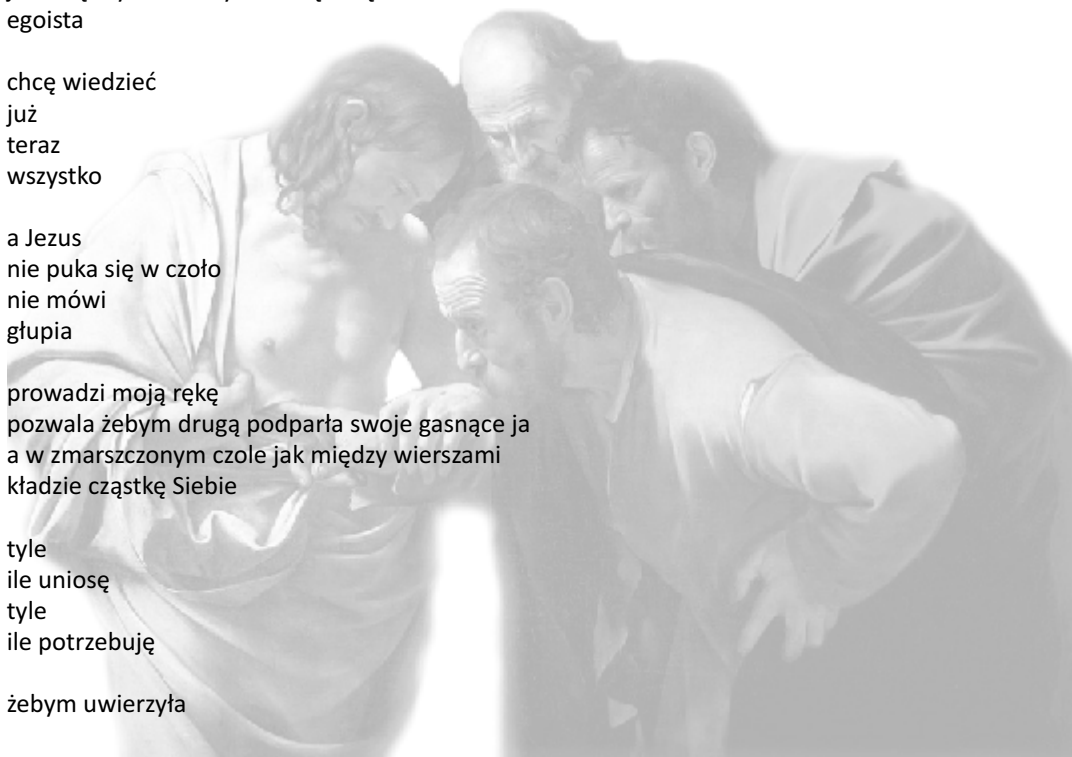 egoista
chcę wiedzieć
już
teraz
wszystko
a Jezus
nie puka się w czoło
nie mówi
głupia
prowadzi moją rękę
pozwala żebym drugą podparła swoje gasnące ja
a w zmarszczonym czole jak między wierszami
kładzie cząstkę Siebie
tyle
ile uniosę
tyle
ile potrzebuję
żebym uwierzyła